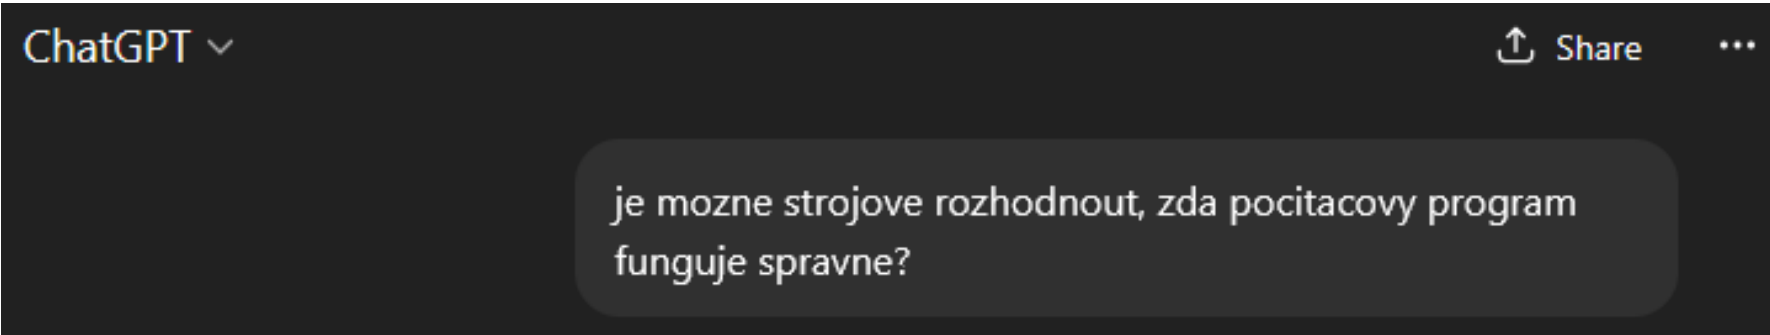 ChatGPT
Share
je mozne strojove rozhodnout, zda pocitacovy program
funguje spravne?